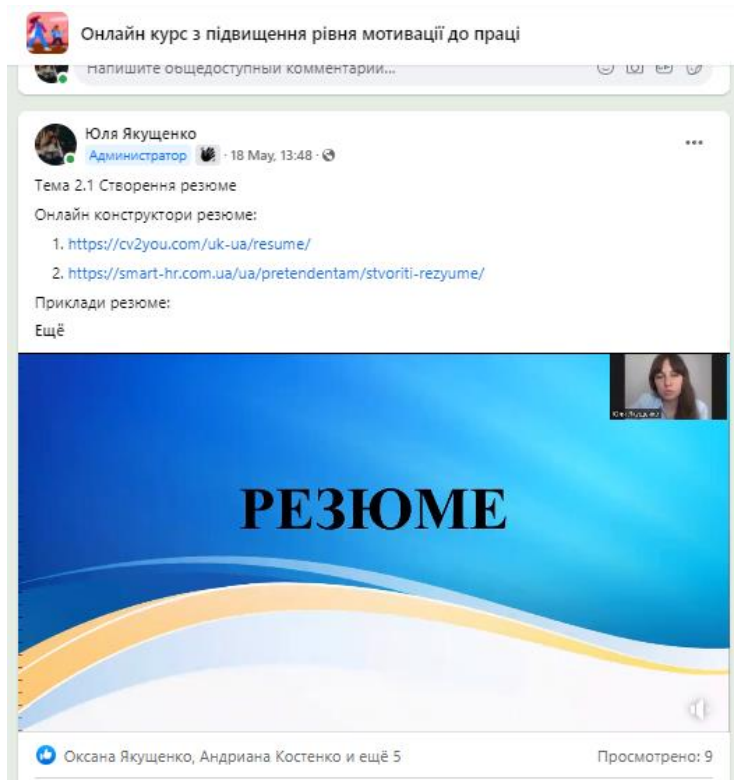 Онлайн курс з підвищення рівня мотивації до праці
Напишите общедоступный комментарий...
Юля Якущенко
Администратор · 18 May, 13:48 ·
Тема 2.1 Створення резюме
Онлайн конструктори резюме:
1. https://cv2you.com/uk-ua/resume/
2. https://smart-hr.com.ua/ua/pretendentam/stvoriti-rezyume/
Приклади резюме:
Ещё
Юля Якущенко
РЕЗЮМЕ
Оксана Якущенко, Андриана Костенко и ещё 5
Просмотрено: 9